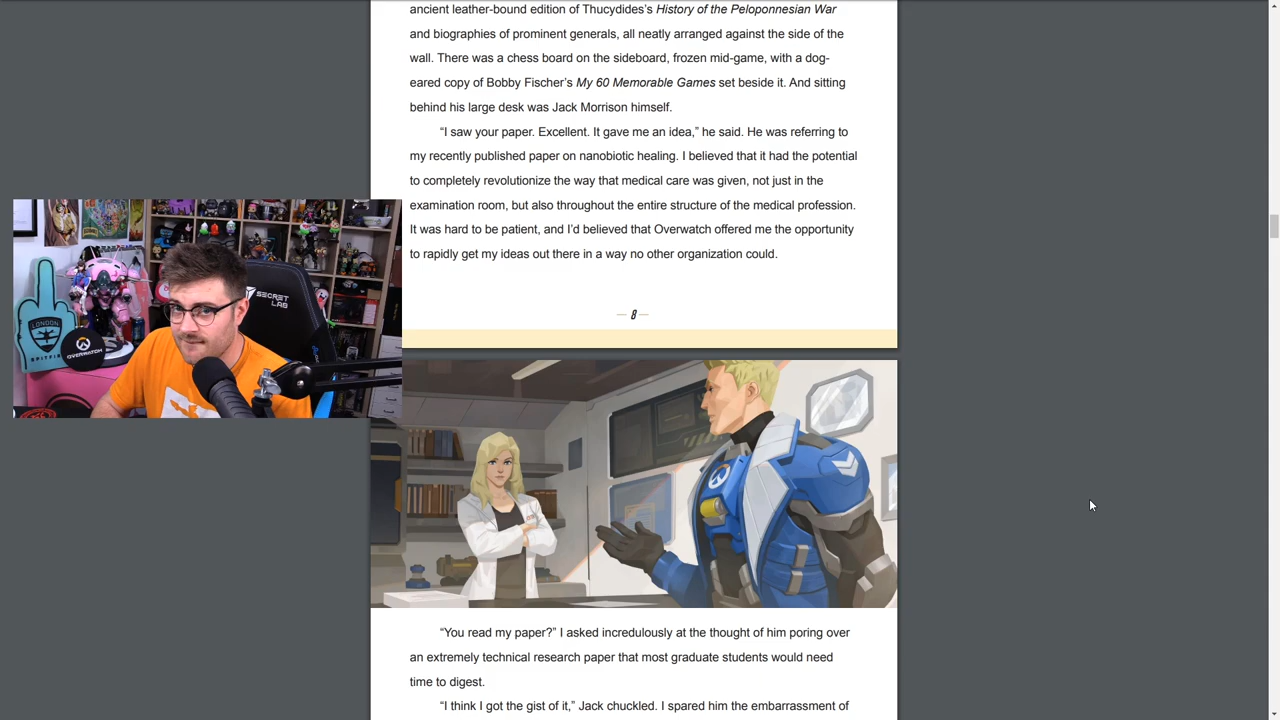 ancient leather-bound edition of Thucydides’s History of the Peloponnesian War
and biographies of prominent generals, all neatly arranged against the side of the
wall. There was a chess board on the sideboard, frozen mid-game, with a dog-
eared copy of Bobby Fischer’s My 60 Memorable Games set beside it. And sitting
behind his large desk was Jack Morrison himself.
“I saw your paper. Excellent. It gave me an idea,” he said. He was referring to
my recently published paper on nanobiotic healing. I believed that it had the potential
to completely revolutionize the way that medical care was given, not just in the
examination room, but also throughout the entire structure of the medical profession.
It was hard to be patient, and I’d believed that Overwatch offered me the opportunity
to rapidly get my ideas out there in a way no other organization could.
8
SECRET
LAB
LONDON
SPITFIRE
OVERWATCH
“You read my paper?” I asked incredulously at the thought of him poring over
an extremely technical research paper that most graduate students would need
time to digest.
“I think I got the gist of it,” Jack chuckled. I spared him the embarrassment of